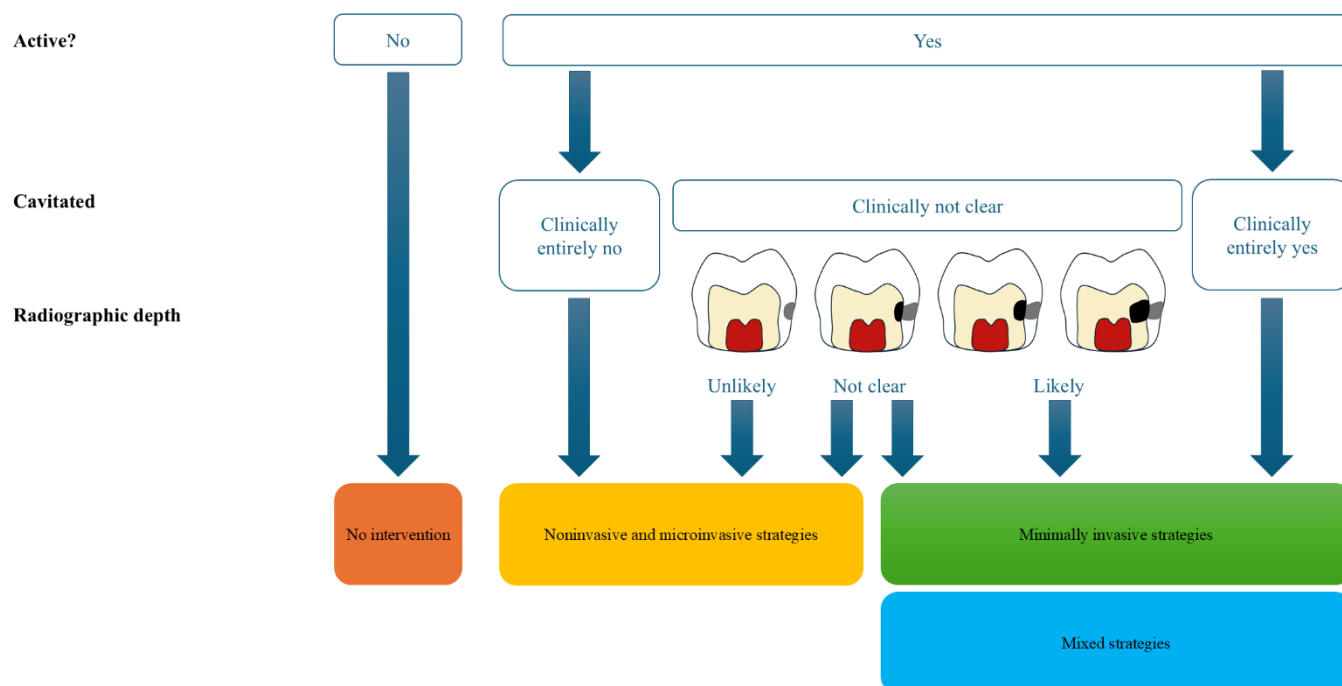 Active?
No
Yes
Cavitated
Clinically
entirely no
Clinically not clear
Clinically
entirely yes
Radiographic depth
Unlikely
Not clear
Likely
No intervention
Noninvasive and microinvasive strategies
Minimally invasive strategies
Mixed strategies